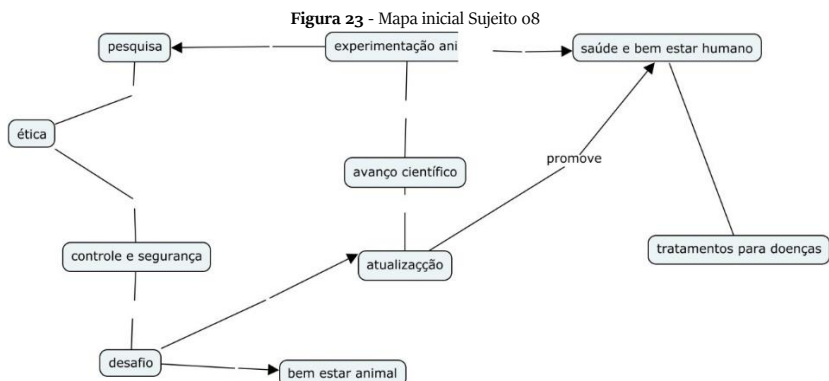 Figura 23 - Mapa inicial Sujeito 08
pesquisa
experimentação ani
saúde e bem estar humano
ética
avanço científico
promove
controle e segurança
atualizaçção
tratamentos para doenças
desafio
bem estar animal